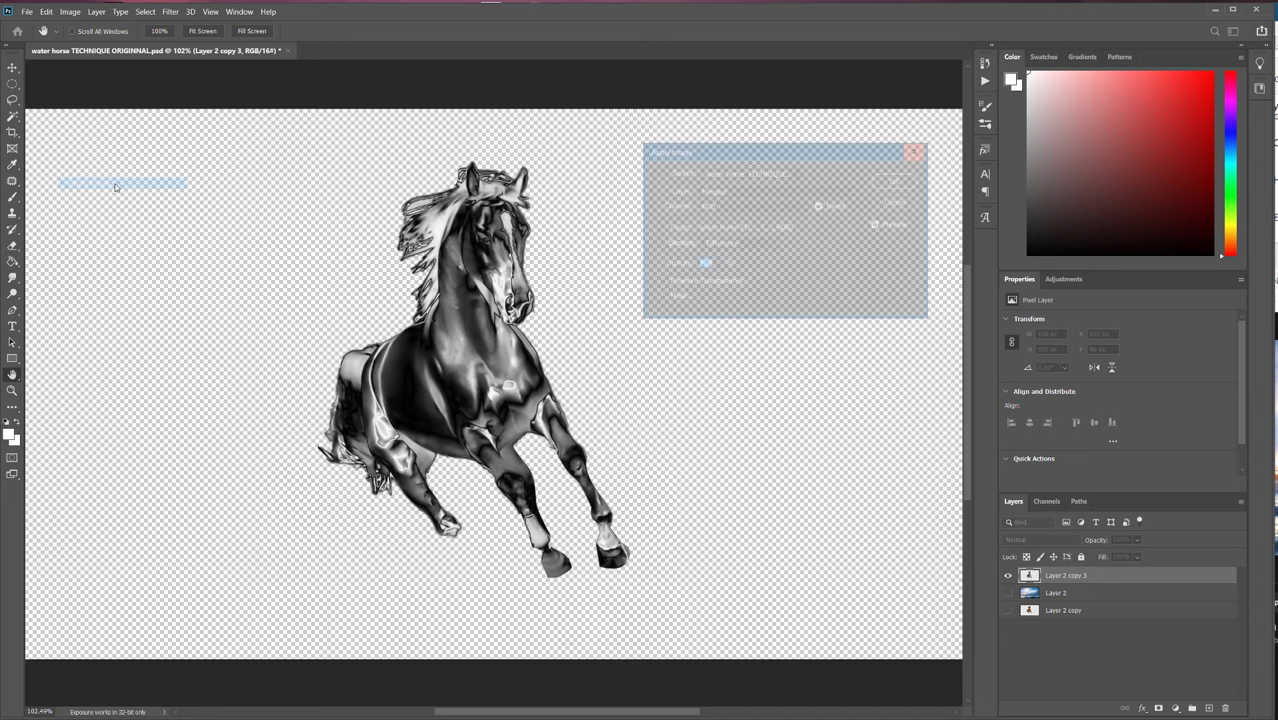 Ps File Edit Image Layer Type Select Filter 3D View Window Help
Scroll All Windows 100% Fit Screen Fill Screen
water horse TECHNIQUE ORIGINNAL.psd @ 102% (Layer 2 copy 3, RGB/16#) *
Color Swatches Gradients Patterns
Properties Adjustments
Pixel Layer
Transform
W
X
H
Y
Align and Distribute
Align:
Quick Actions
Layers Channels Paths
Kind
Normal Opacity:
Lock: Fill:
Layer 2 copy 3
Layer 2
Layer 2 copy
fx
102.49% Exposure works in 32-bit only